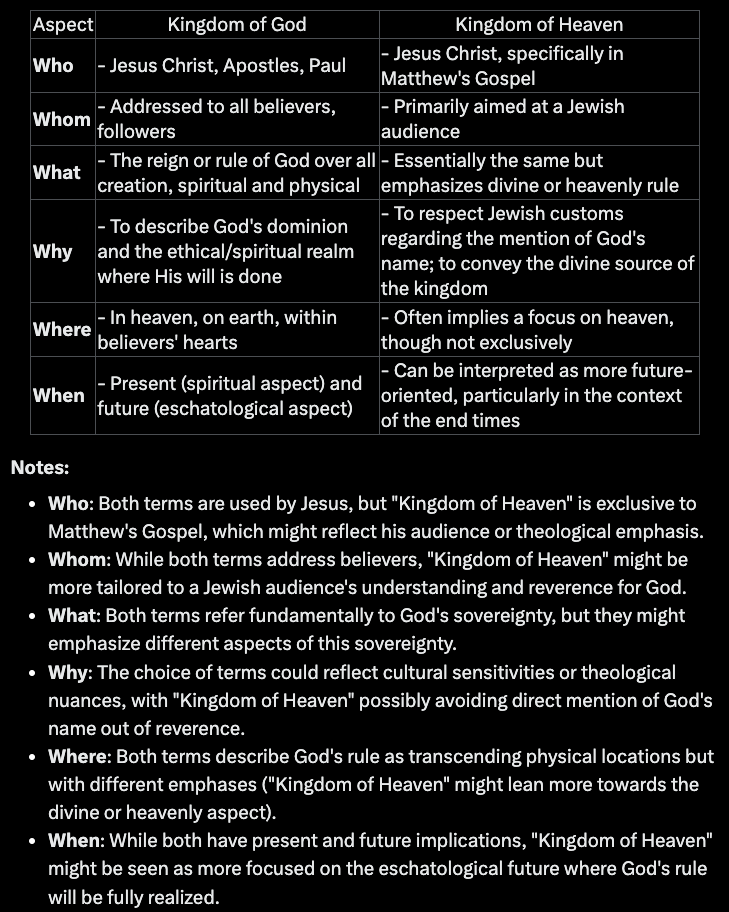 Aspect Kingdom of God Kingdom of Heaven
Who - Jesus Christ, Apostles, Paul - Jesus Christ, specifically in
Matthew's Gospel
Whom - Addressed to all believers, - Primarily aimed at a Jewish
followers audience
What - The reign or rule of God over all - Essentially the same but
creation, spiritual and physical emphasizes divine or heavenly rule
Why - To describe God's dominion
and the ethical/spiritual realm
where His will is done
- To respect Jewish customs
regarding the mention of God's
name; to convey the divine source of
the kingdom
Where - In heaven, on earth, within - Often implies a focus on heaven,
believers' hearts though not exclusively
When - Present (spiritual aspect) and
future (eschatological aspect)
- Can be interpreted as more future-
oriented, particularly in the context
of the end times
Notes:
• Who: Both terms are used by Jesus, but "Kingdom of Heaven" is exclusive to
Matthew's Gospel, which might reflect his audience or theological emphasis.
• Whom: While both terms address believers, "Kingdom of Heaven" might be
more tailored to a Jewish audience's understanding and reverence for God.
• What: Both terms refer fundamentally to God's sovereignty, but they might
emphasize different aspects of this sovereignty.
• Why: The choice of terms could reflect cultural sensitivities or theological
nuances, with "Kingdom of Heaven" possibly avoiding direct mention of God's
name out of reverence.
• Where: Both terms describe God's rule as transcending physical locations but
with different emphases ("Kingdom of Heaven" might lean more towards the
divine or heavenly aspect).
• When: While both have present and future implications, "Kingdom of Heaven"
might be seen as more focused on the eschatological future where God's rule
will be fully realized.